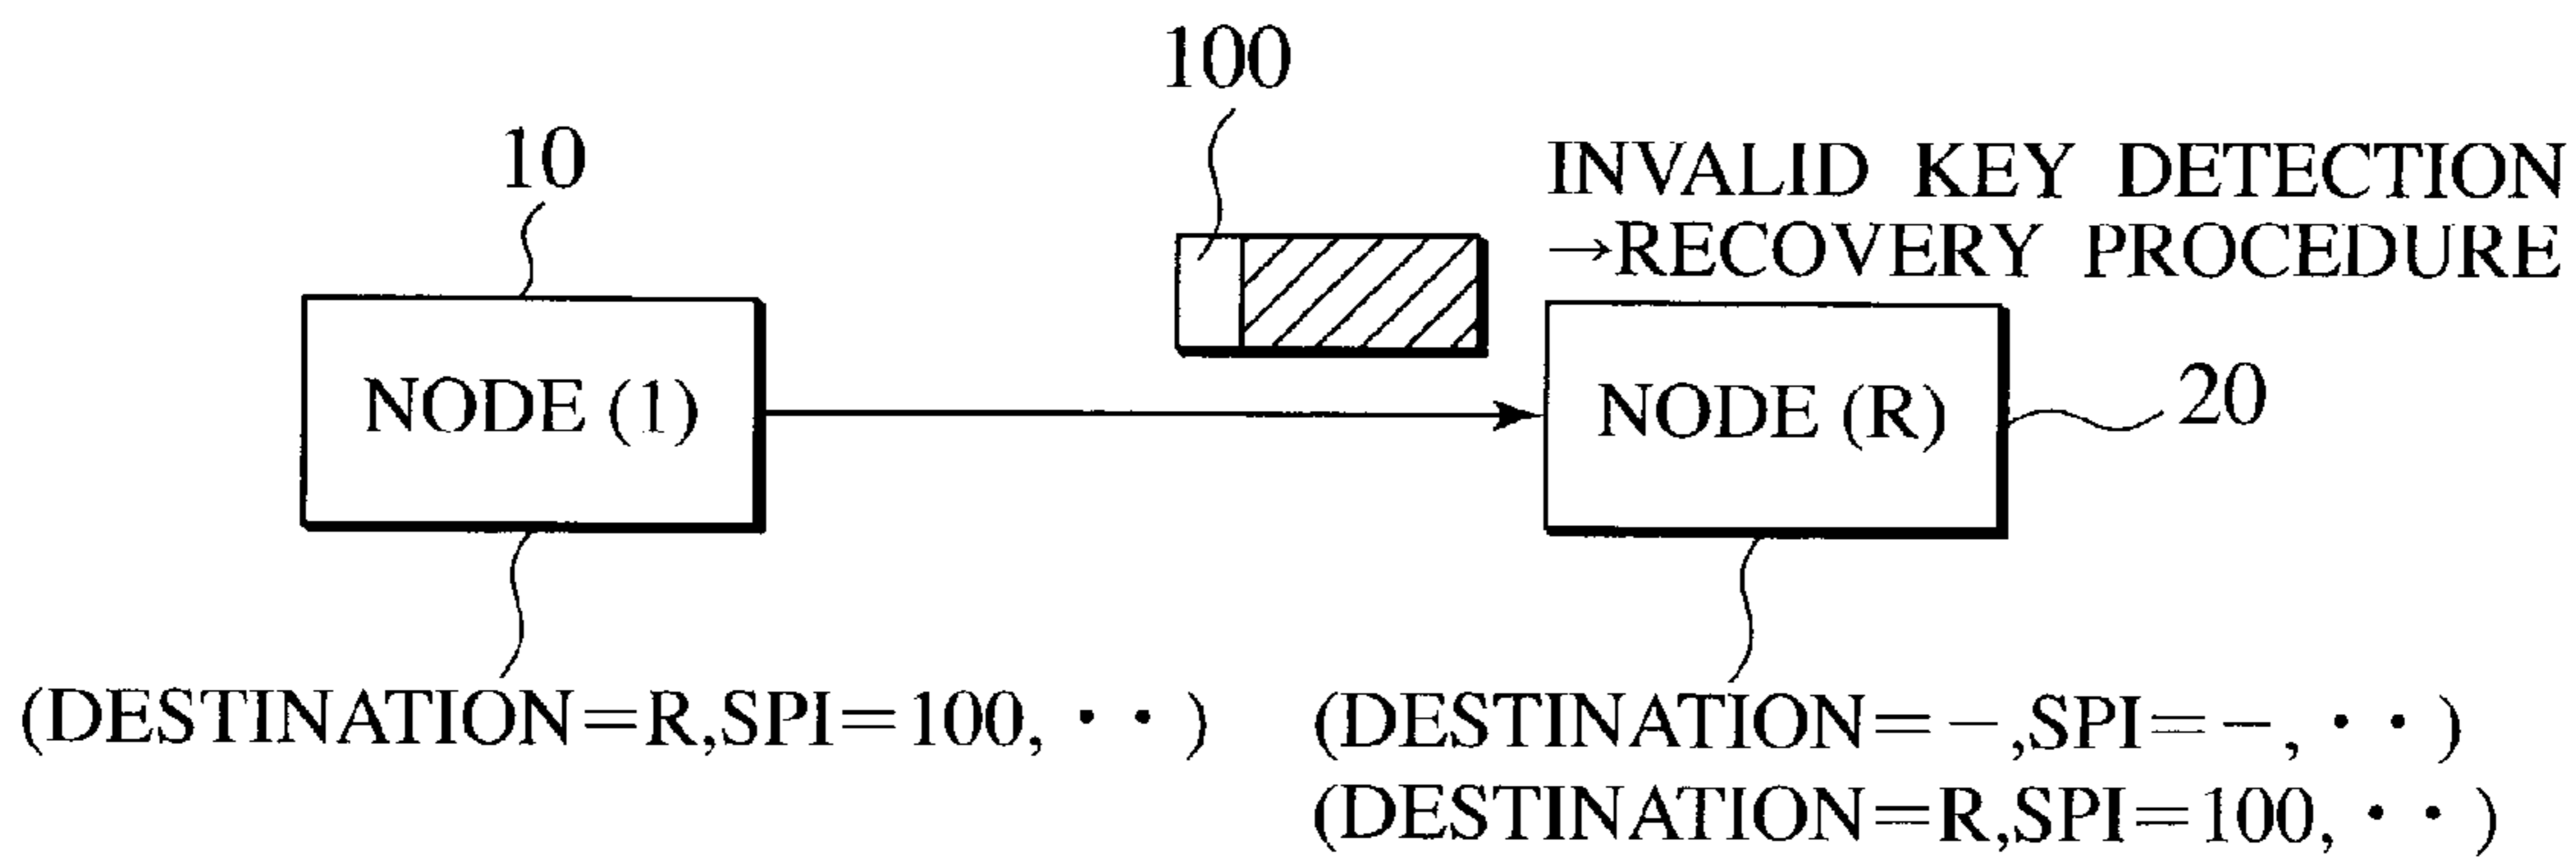 100
10
INVALID KEY DETECTION
→RECOVERY PROCEDURE
NODE (1)
NODE (R)
20
(DESTINATION=R,SPI=100, ··)
(DESTINATION=−,SPI=−, ··)
(DESTINATION=R,SPI=100, ··)